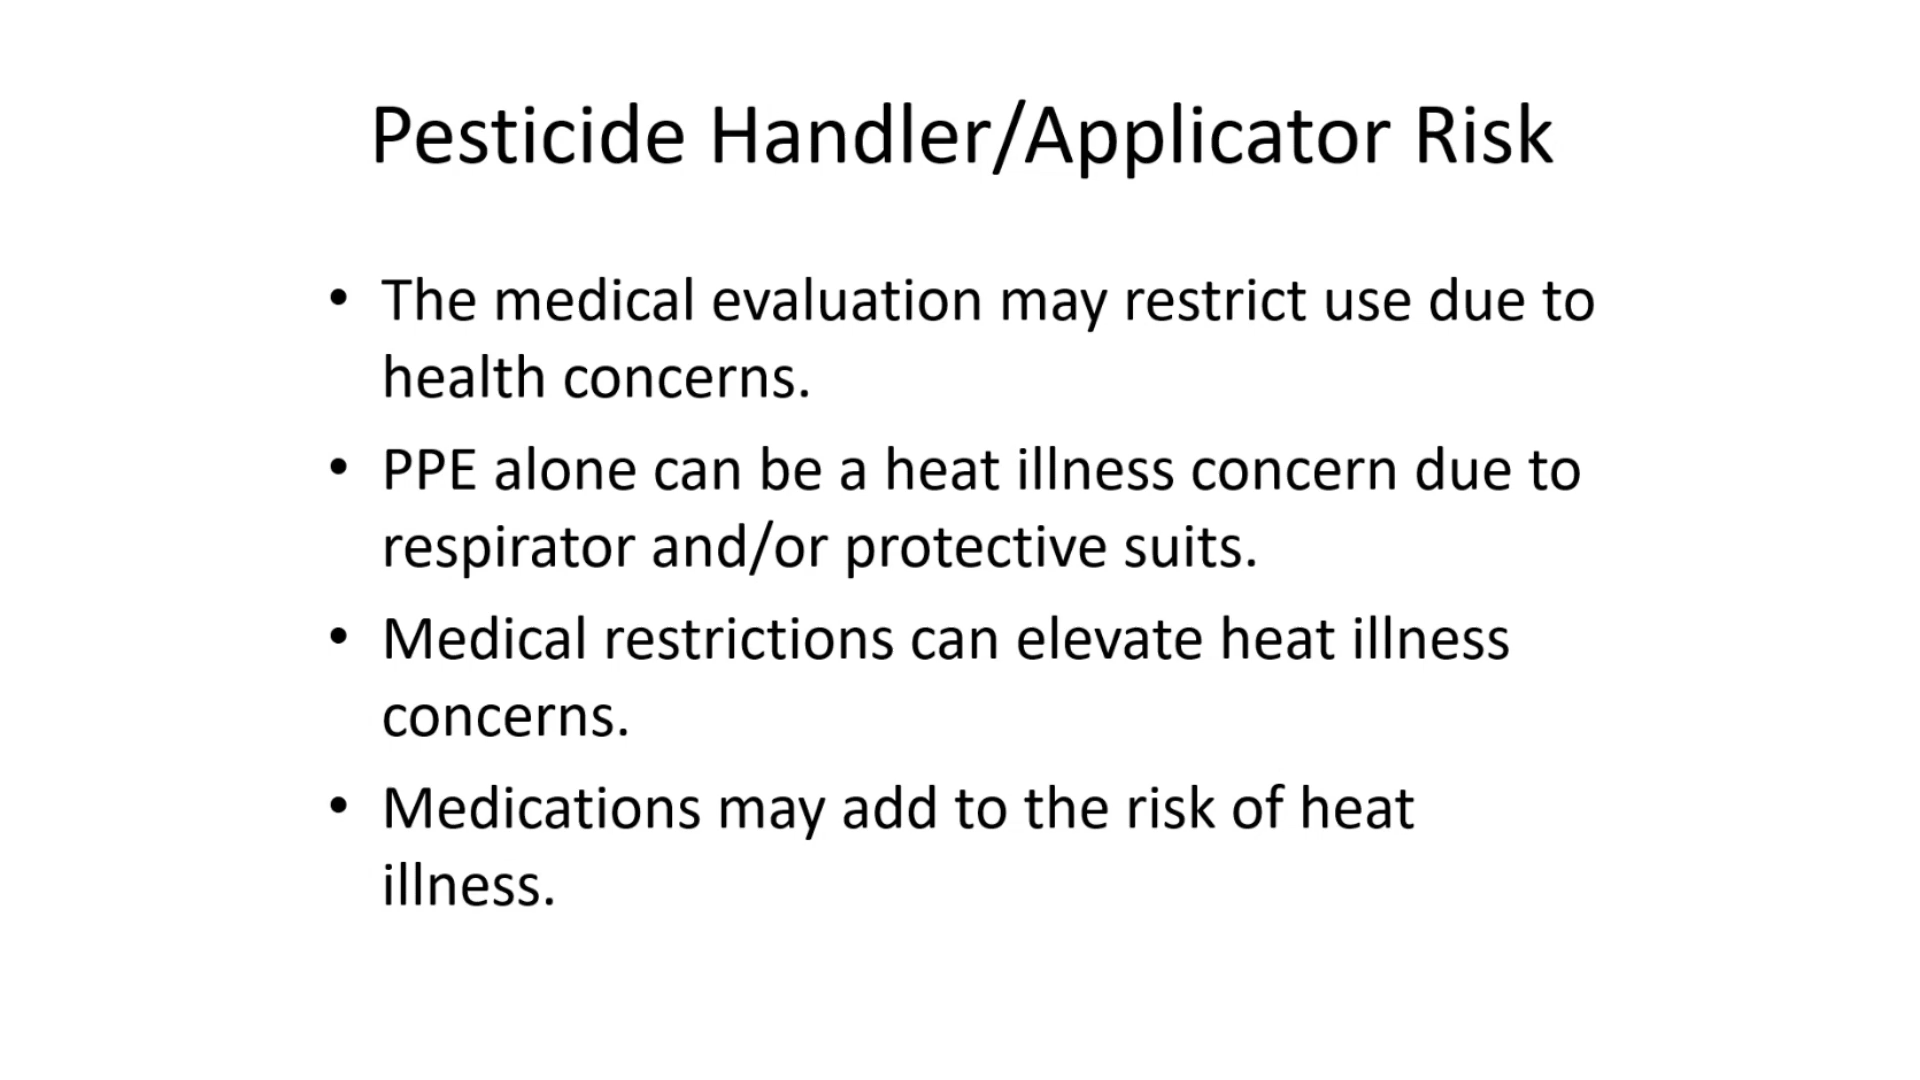 Pesticide Handler/Applicator Risk
• The medical evaluation may restrict use due to
health concerns.
• PPE alone can be a heat illness concern due to
respirator and/or protective suits.
• Medical restrictions can elevate heat illness
concerns.
• Medications may add to the risk of heat
illness.